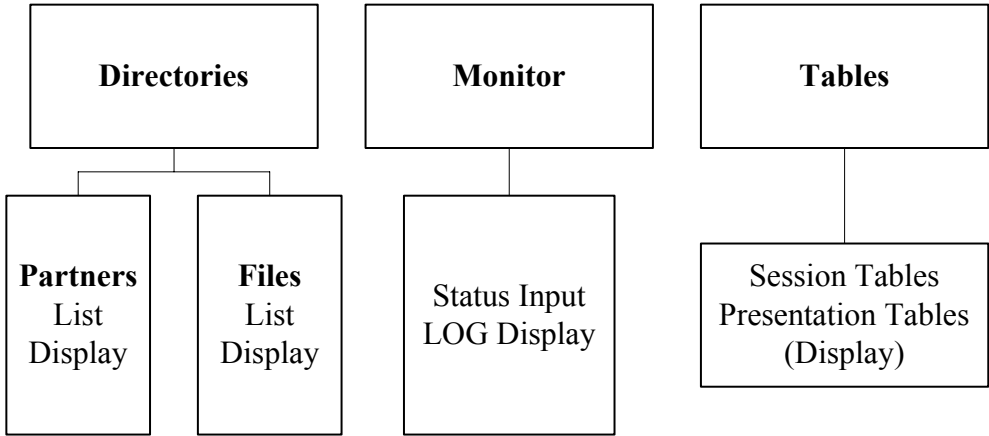 Directories
Monitor
Tables
Partners
List
Display
Files
List
Display
Status Input
LOG Display
Session Tables
Presentation Tables
(Display)